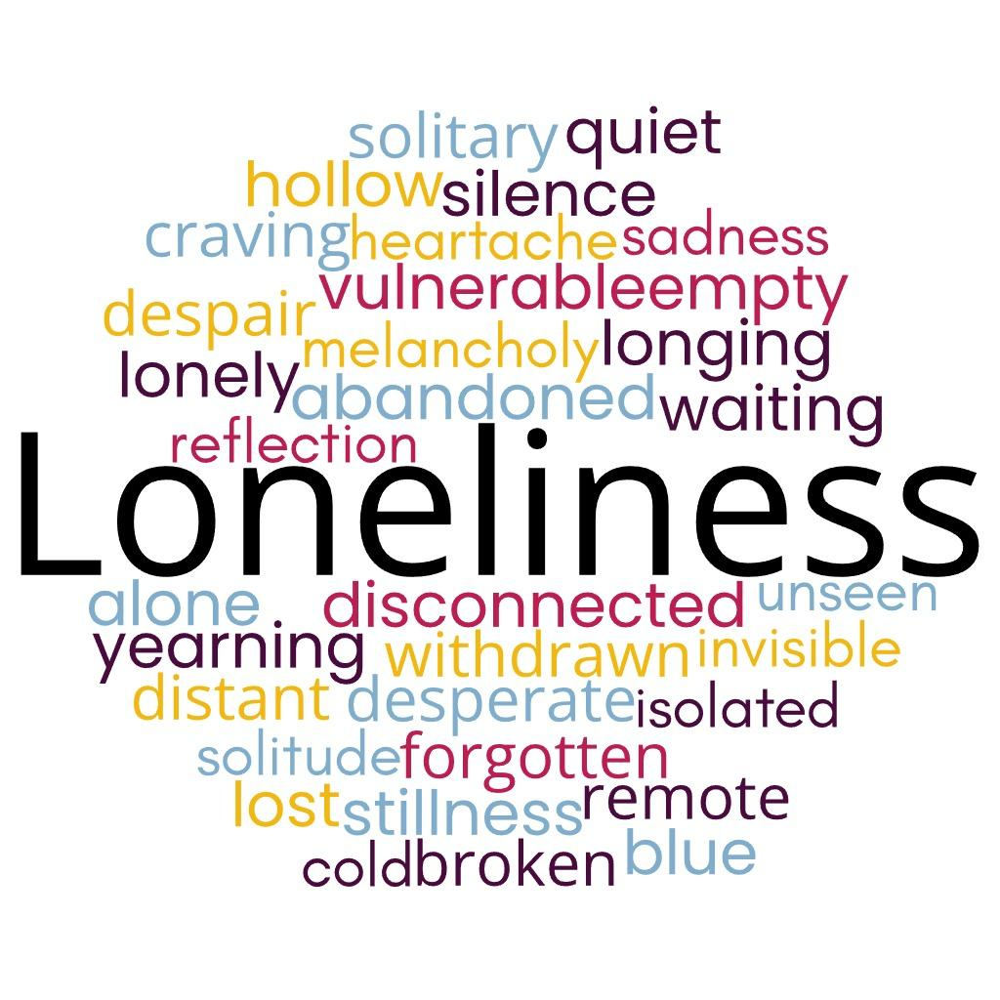 solitary quiet
hollow silence
craving heartache sadness
vulnerable empty
despair
melancholy longing
lonely
abandoned waiting
reflection
Loneliness
alone disconnected unseen
yearning withdrawn invisible
distant desperate isolated
solitude forgotten
lost stillness remote
cold broken blue